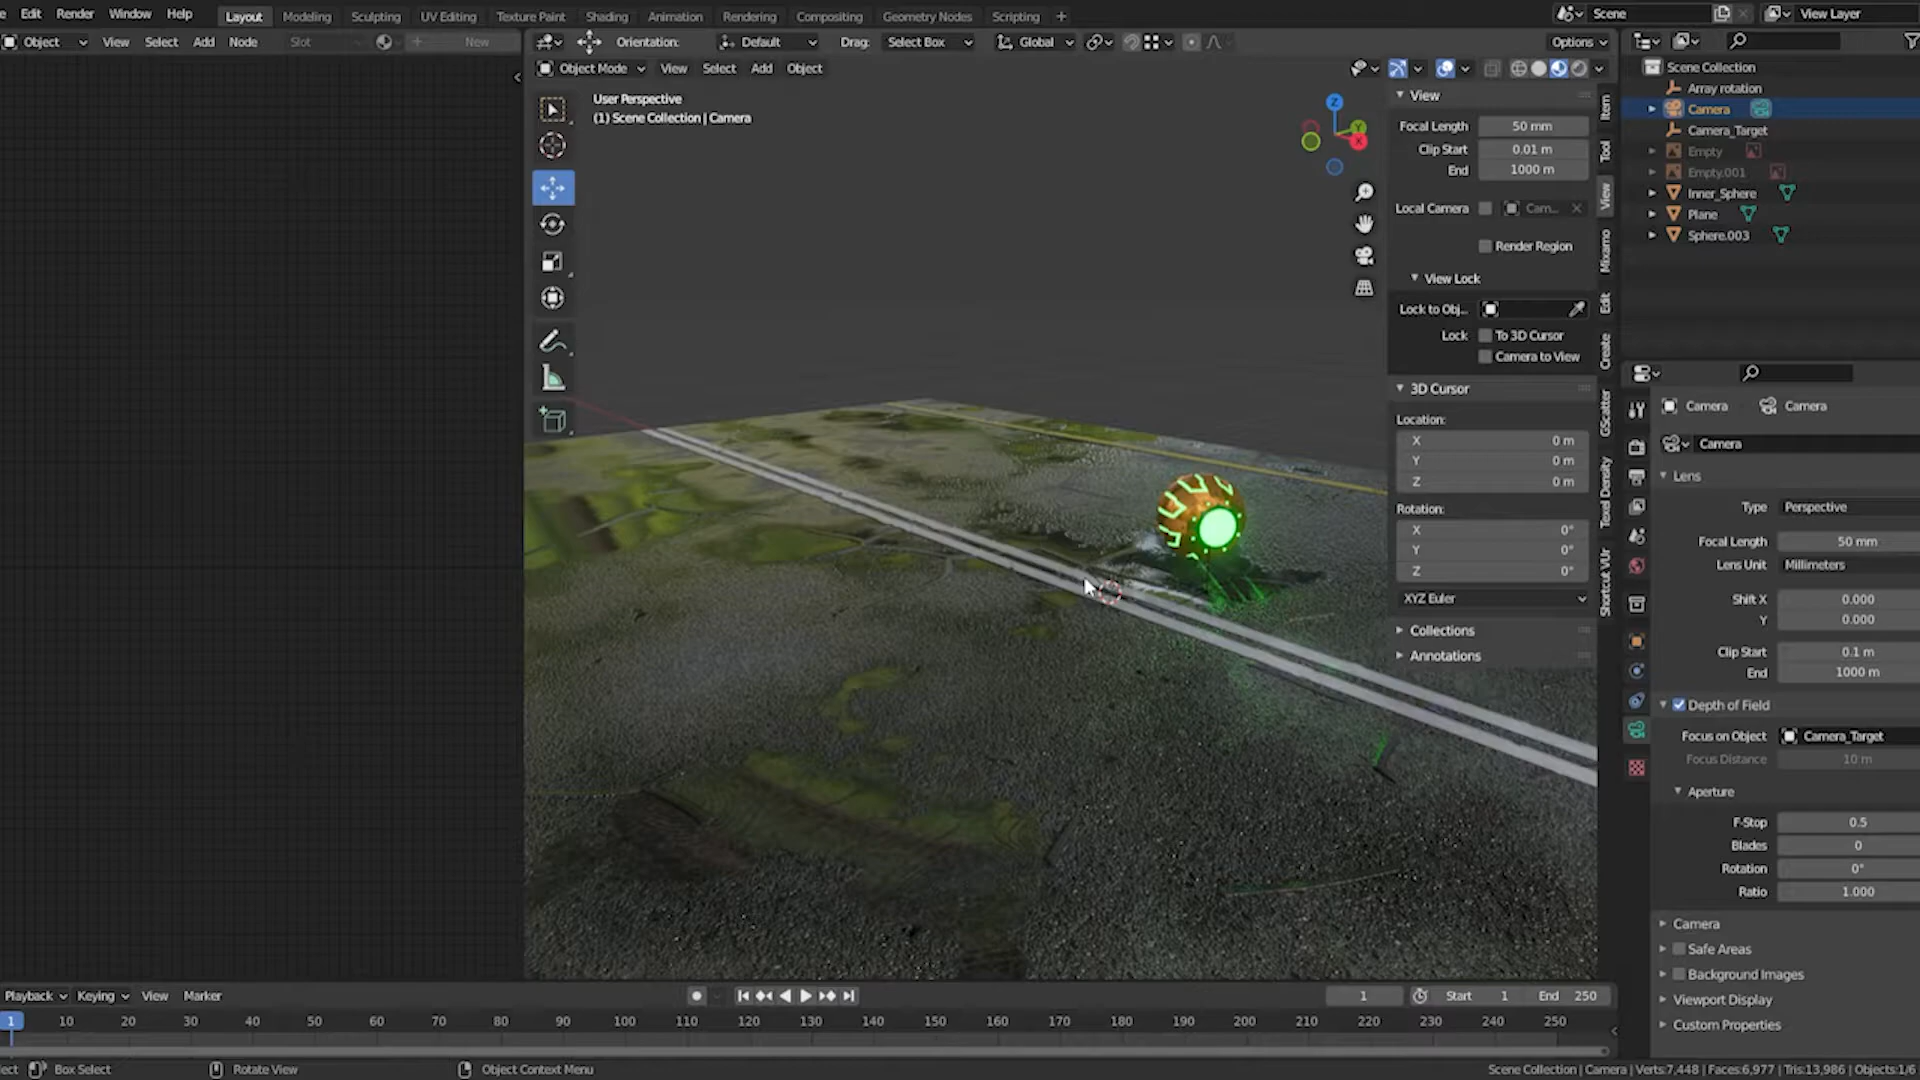 Edit Render Window Help Layout Modeling Sculpting UV Editing Texture Paint Shading Animation Rendering Compositing Geometry Nodes Scripting + Scene View Layer
Object View Select Add Node Slot New Orientation: Default Drag: Select Box Global Options
Object Mode View Select Add Object
User Perspective
(1) Scene Collection | Camera
Z
Y
X
View
Focal Length 50 mm
Clip Start 0.01 m
End 1000 m
Local Camera Cam...
Render Region
View Lock
Lock to Obj...
Lock To 3D Cursor
Camera to View
3D Cursor
Location:
X 0 m
Y 0 m
Z 0 m
Rotation:
X 0°
Y 0°
Z 0°
XYZ Euler
Collections
Annotations
Item
Tool
View
Mixamo
Edit
Create
GScatter
Texel Density
Shortcut VUr
Scene Collection
Array rotation
Camera
Camera_Target
Empty
Empty.001
Inner_Sphere
Plane
Sphere.003
Camera Camera
Camera
Lens
Type Perspective
Focal Length 50 mm
Lens Unit Millimeters
Shift X 0.000
Y 0.000
Clip Start 0.1 m
End 1000 m
Depth of Field
Focus on Object Camera_Target
Focus Distance 10 m
Aperture
F-Stop 0.5
Blades 0
Rotation 0°
Ratio 1.000
Camera
Safe Areas
Background Images
Viewport Display
Custom Properties
Playback Keying View Marker 1 Start 1 End 250
1 10 20 30 40 50 60 70 80 90 100 110 120 130 140 150 160 170 180 190 200 210 220 230 240 250
ect Box Select Rotate View Object Context Menu Scene Collection | Camera | Verts:7,448 | Faces:6,977 | Tris:13,986 | Objects:1/6